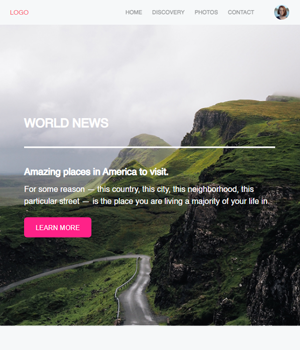 LOGO
HOME DISCOVERY PHOTOS CONTACT
WORLD NEWS
Amazing places in America to visit.
For some reason — this country, this city, this neighborhood, this
particular street — is the place you are living a majority of your life in.
LEARN MORE